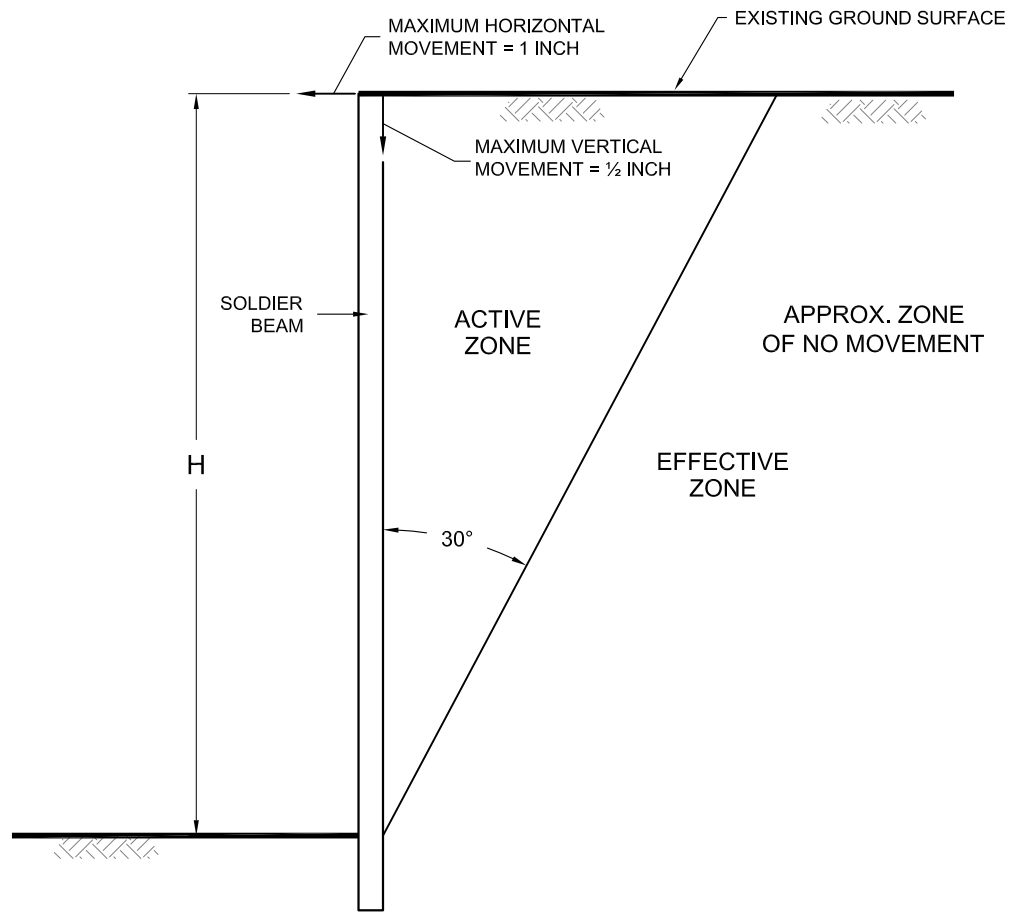 MAXIMUM HORIZONTAL
MOVEMENT = 1 INCH
EXISTING GROUND SURFACE
MAXIMUM VERTICAL
MOVEMENT = ½ INCH
SOLDIER
BEAM
ACTIVE
ZONE
APPROX. ZONE
OF NO MOVEMENT
H
EFFECTIVE
ZONE
30°